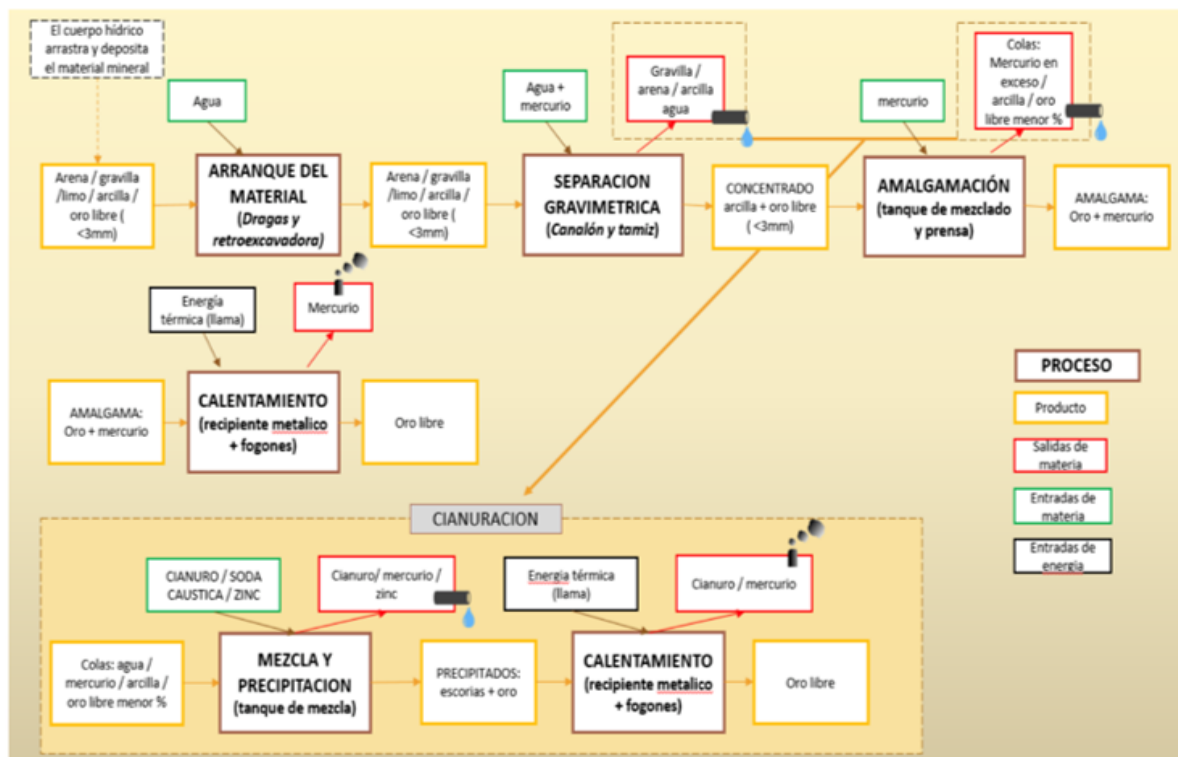 El cuerpo hídrico
arrastra y deposita
el material mineral
Agua
Agua +
mercurio
Gravilla /
arena / arcilla
agua
mercurio
Colas:
Mercurio en
exceso /
arcilla / oro
libre menor %
Arena / gravilla
/limo / arcilla /
oro libre (
<3mm)
ARRANQUE DEL
MATERIAL
(Dragas y
retroexcavadora)
Arena / gravilla
/limo / arcilla /
oro libre (
<3mm)
SEPARACION
GRAVIMETRICA
(Canalón y tamiz)
CONCENTRADO
arcilla + oro libre
( <3mm)
AMALGAMACIÓN
(tanque de mezclado
y prensa)
AMALGAMA:
Oro + mercurio
Energía
térmica (llama)
Mercurio
AMALGAMA:
Oro + mercurio
CALENTAMIENTO
(recipiente metalico
+ fogones)
Oro libre
PROCESO
Producto
Salidas de
materia
Entradas de
materia
Entradas de
energía
CIANURACION
CIANURO / SODA
CAUSTICA / ZINC
Cianuro/ mercurio /
zinc
Energia térmica
(llama)
Cianuro / mercurio
Colas: agua /
mercurio / arcilla /
oro libre menor %
MEZCLA Y
PRECIPITACION
(tanque de mezcla)
PRECIPITADOS:
escorias + oro
CALENTAMIENTO
(recipiente metalico
+ fogones)
Oro libre